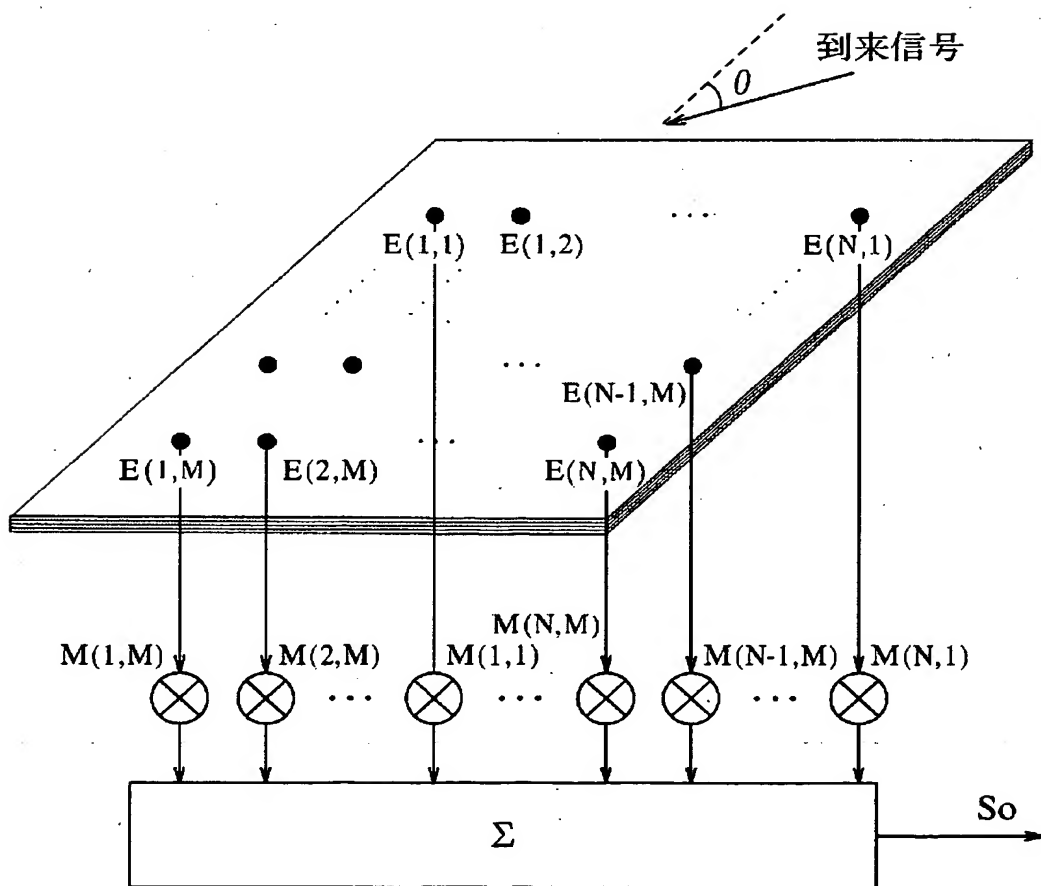 到来信号
θ
E(1,1) E(1,2) ... E(N,1)
...
E(N-1,M)
E(1,M) E(2,M) ... E(N,M)
M(N,M)
M(1,M) M(2,M) M(1,1) M(N-1,M) M(N,1)
... ... ...
So
Σ